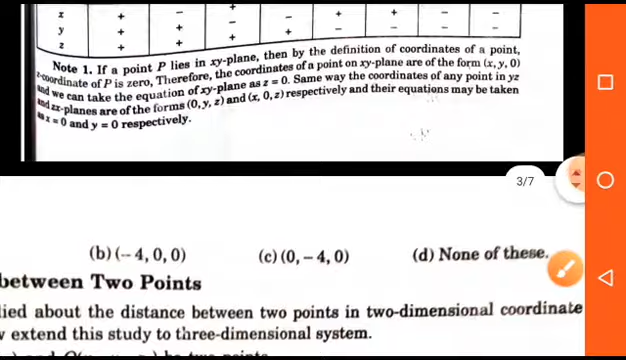 x + + + − + + − −
y + + − − − −
z + + + −
Note 1. If a point P lies in xy-plane, then by the definition of coordinates of a point,
z-coordinate of P is zero, Therefore, the coordinates of a point on xy-plane are of the form (x, y, 0)
and we can take the equation of xy-plane as z = 0. Same way the coordinates of any point in yz
and zx-planes are of the forms (0, y, z) and (x, 0, z) respectively and their equations may be taken
as x = 0 and y = 0 respectively.
3/7
(b) (– 4, 0, 0) (c) (0, – 4, 0) (d) None of these.
between Two Points
lied about the distance between two points in two-dimensional coordinate
extend this study to three-dimensional system.